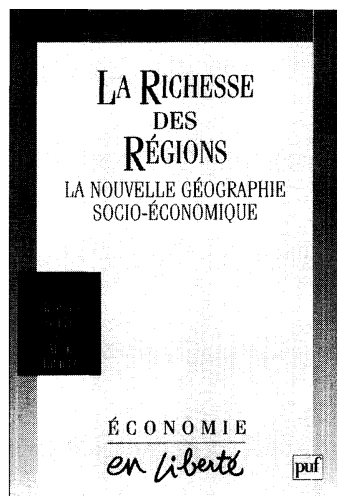 LA RICHESSE
DES
RÉGIONS
LA NOUVELLE GÉOGRAPHIE
SOCIO-ÉCONOMIQUE
ÉCONOMIE
en liberté
puf